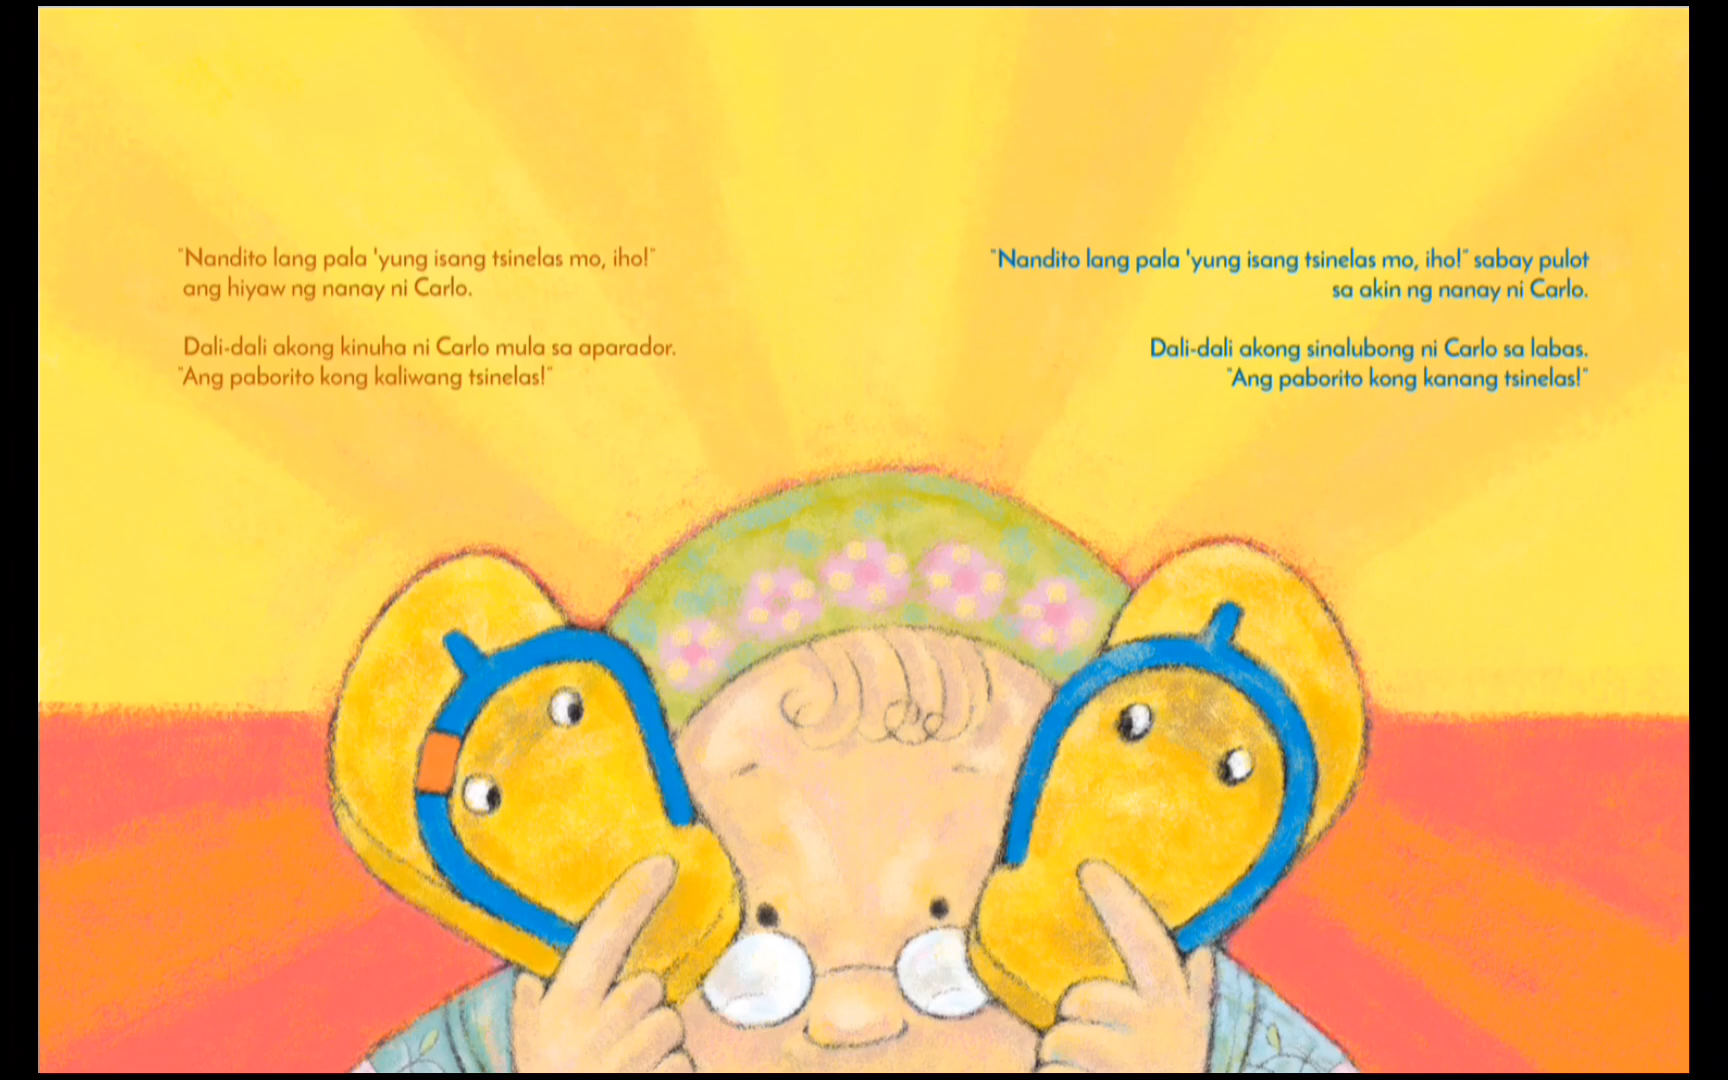 "Nandito lang pala 'yung isang tsinelas mo, iho!"
ang hiyaw ng nanay ni Carlo.
Dali-dali akong kinuha ni Carlo mula sa aparador.
"Ang paborito kong kaliwang tsinelas!"
"Nandito lang pala 'yung isang tsinelas mo, iho!" sabay pulot
sa akin ng nanay ni Carlo.
Dali-dali akong sinalubong ni Carlo sa labas.
"Ang paborito kong kanang tsinelas!"